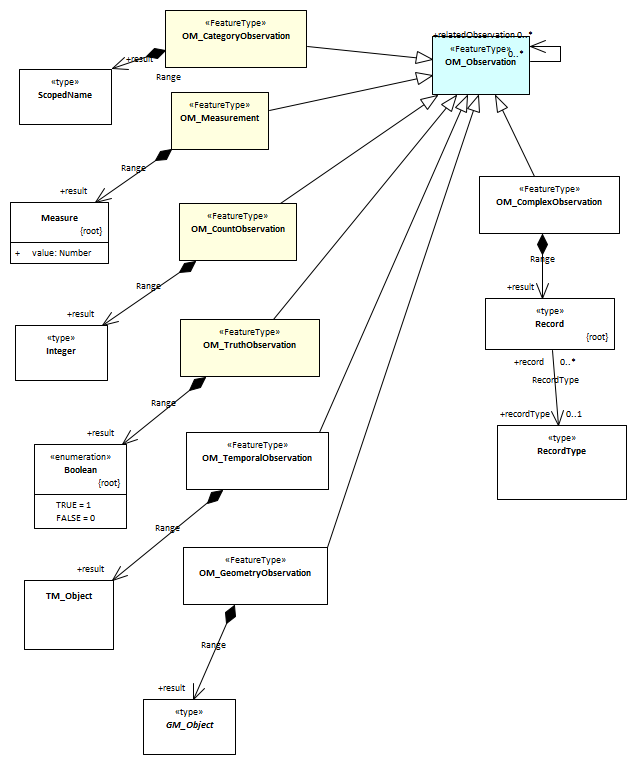 «FeatureType»
OM_CategoryObservation
+relatedObservation 0..*
«FeatureType»
0..*
OM_Observation
+result
Range
«type»
ScopedName
«FeatureType»
OM_Measurement
Range
+result
Measure
{root}
+ value: Number
«FeatureType»
OM_ComplexObservation
Range
+result
«FeatureType»
OM_CountObservation
Range
+result
«type»
Integer
«type»
Record
{root}
+record 0..*
RecordType
+recordType 0..1
«type»
RecordType
«FeatureType»
OM_TruthObservation
Range
+result
«enumeration»
Boolean
{root}
TRUE = 1
FALSE = 0
«FeatureType»
OM_TemporalObservation
Range
+result
TM_Object
«FeatureType»
OM_GeometryObservation
Range
+result
«type»
GM_Object